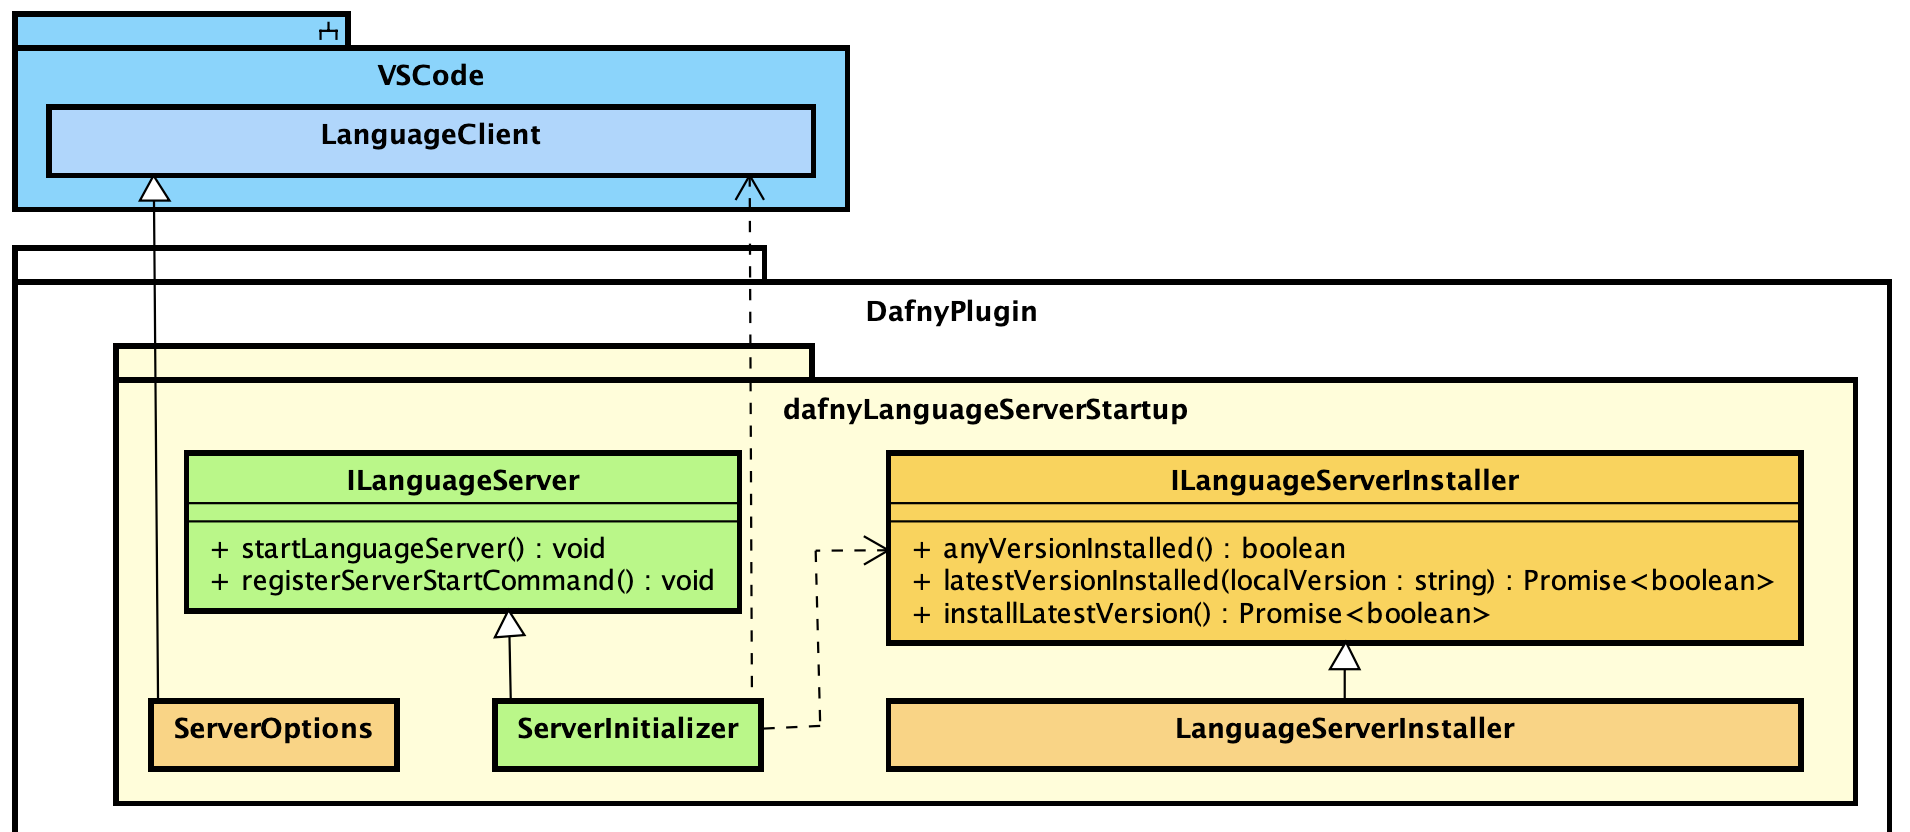 VSCode
LanguageClient
DafnyPlugin
dafnyLanguageServerStartup
ILanguageServer
+ startLanguageServer() : void
+ registerServerStartCommand() : void
ILanguageServerInstaller
+ anyVersionInstalled() : boolean
+ latestVersionInstalled(localVersion : string) : Promise<boolean>
+ installLatestVersion() : Promise<boolean>
ServerOptions
ServerInitializer
LanguageServerInstaller